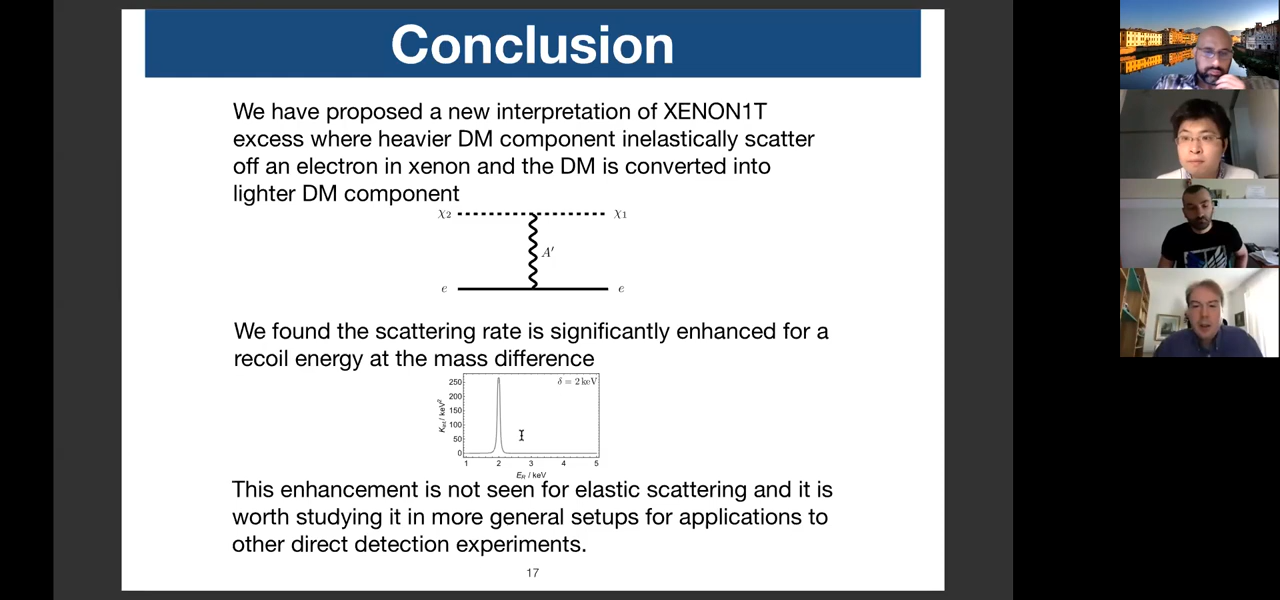 Conclusion
We have proposed a new interpretation of XENON1T
excess where heavier DM component inelastically scatter
off an electron in xenon and the DM is converted into
lighter DM component
χ2 χ1
A′
e e
We found the scattering rate is significantly enhanced for a
recoil energy at the mass difference
250
200
150
100
50
0
δ = 2 keV
1 2 3 4 5
E_R / keV
This enhancement is not seen for elastic scattering and it is
worth studying it in more general setups for applications to
other direct detection experiments.
17